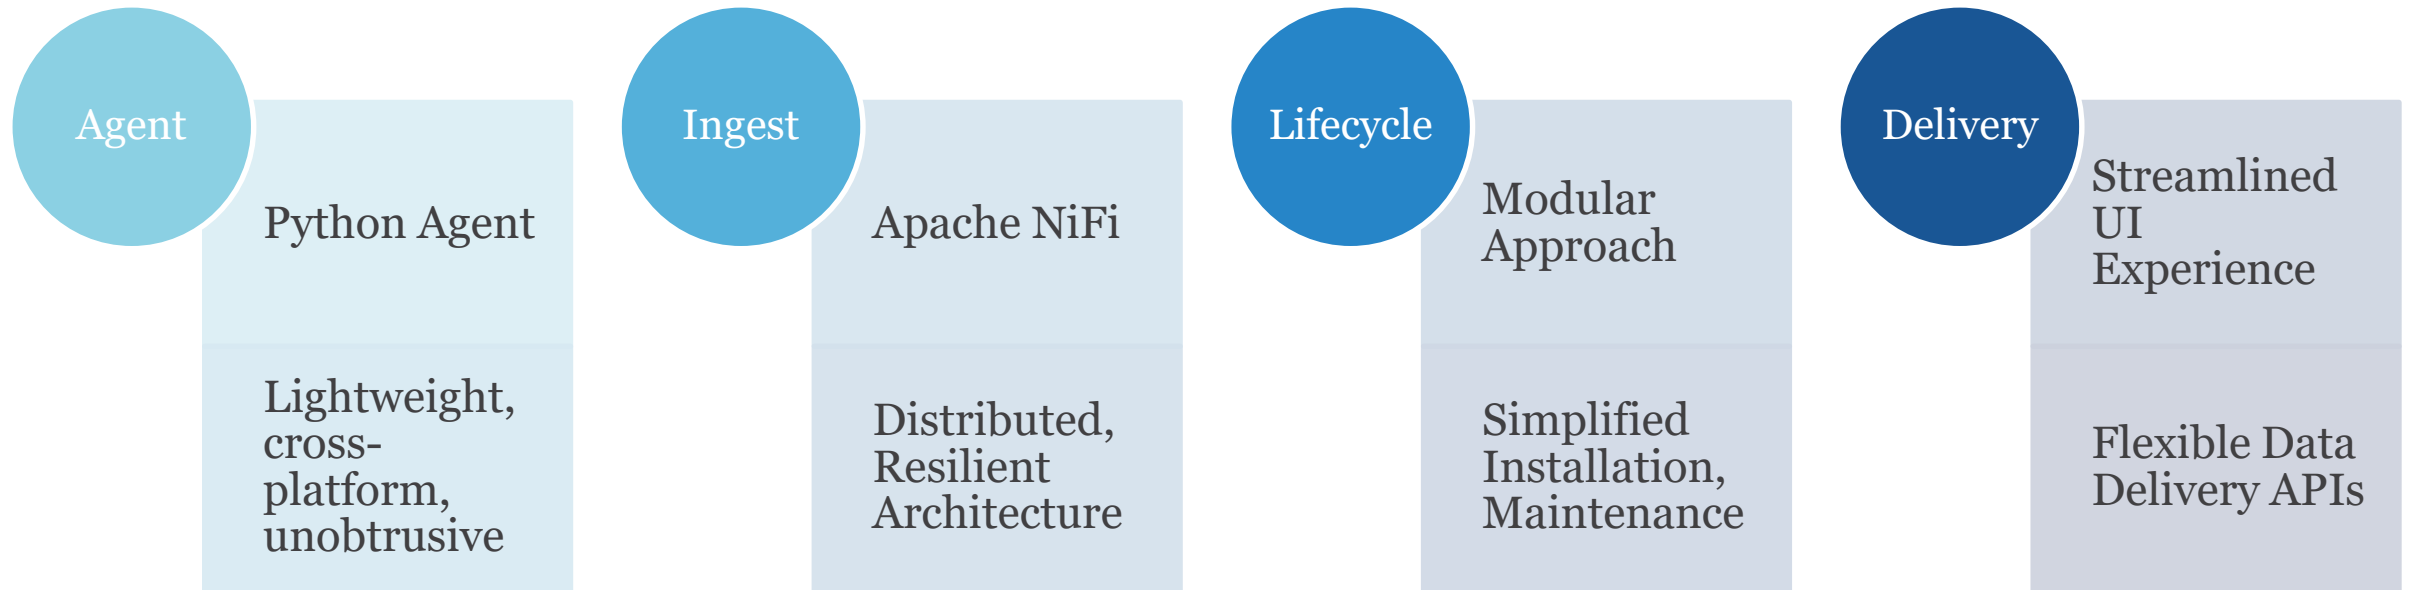 Agent
Python Agent
Lightweight,
cross-
platform,
unobtrusive
Ingest
Apache NiFi
Distributed,
Resilient
Architecture
Lifecycle
Modular
Approach
Simplified
Installation,
Maintenance
Delivery
Streamlined
UI
Experience
Flexible Data
Delivery APIs